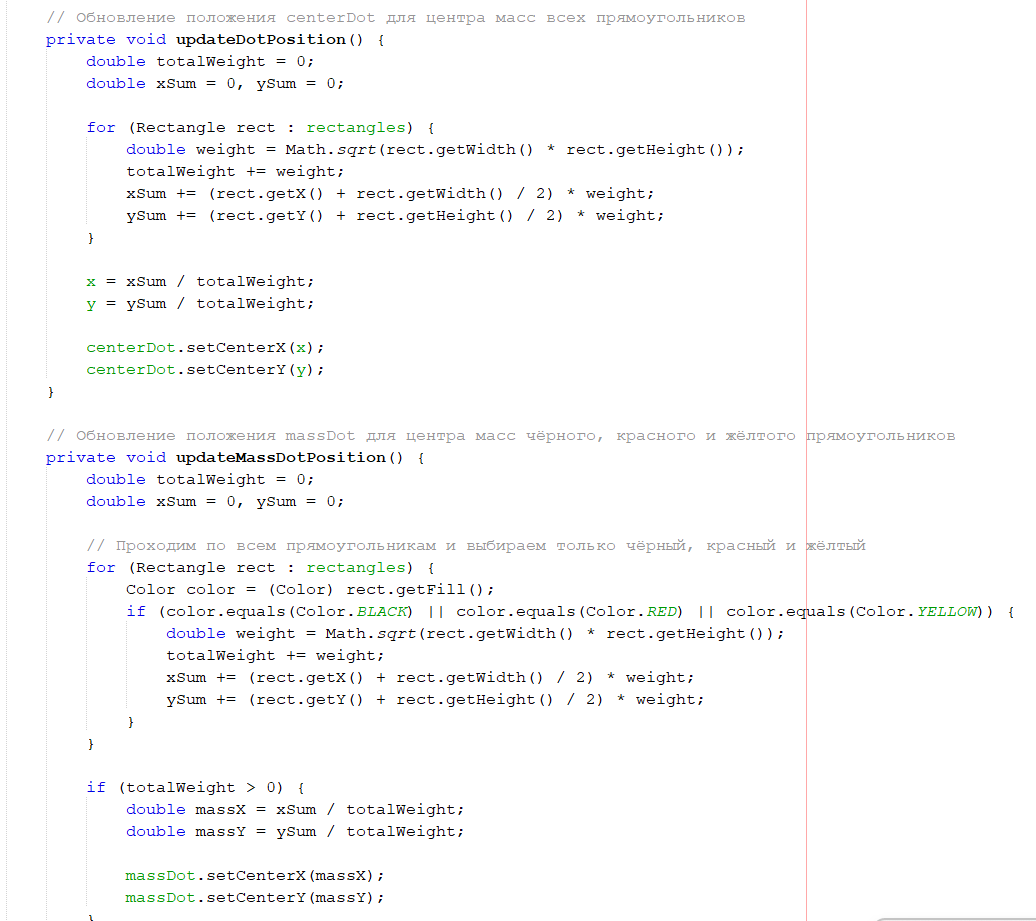 // Обновление положения centerDot для центра масс всех прямоугольников
private void updateDotPosition() {
double totalWeight = 0;
double xSum = 0, ySum = 0;
for (Rectangle rect : rectangles) {
double weight = Math.sqrt(rect.getWidth() * rect.getHeight());
totalWeight += weight;
xSum += (rect.getX() + rect.getWidth() / 2) * weight;
ySum += (rect.getY() + rect.getHeight() / 2) * weight;
}
x = xSum / totalWeight;
y = ySum / totalWeight;
centerDot.setCenterX(x);
centerDot.setCenterY(y);
}
// Обновление положения massDot для центра масс чёрного, красного и жёлтого прямоугольников
private void updateMassDotPosition() {
double totalWeight = 0;
double xSum = 0, ySum = 0;
// Проходим по всем прямоугольникам и выбираем только чёрный, красный и жёлтый
for (Rectangle rect : rectangles) {
Color color = (Color) rect.getFill();
if (color.equals(Color.BLACK) || color.equals(Color.RED) || color.equals(Color.YELLOW)) {
double weight = Math.sqrt(rect.getWidth() * rect.getHeight());
totalWeight += weight;
xSum += (rect.getX() + rect.getWidth() / 2) * weight;
ySum += (rect.getY() + rect.getHeight() / 2) * weight;
}
}
if (totalWeight > 0) {
double massX = xSum / totalWeight;
double massY = ySum / totalWeight;
massDot.setCenterX(massX);
massDot.setCenterY(massY);
}